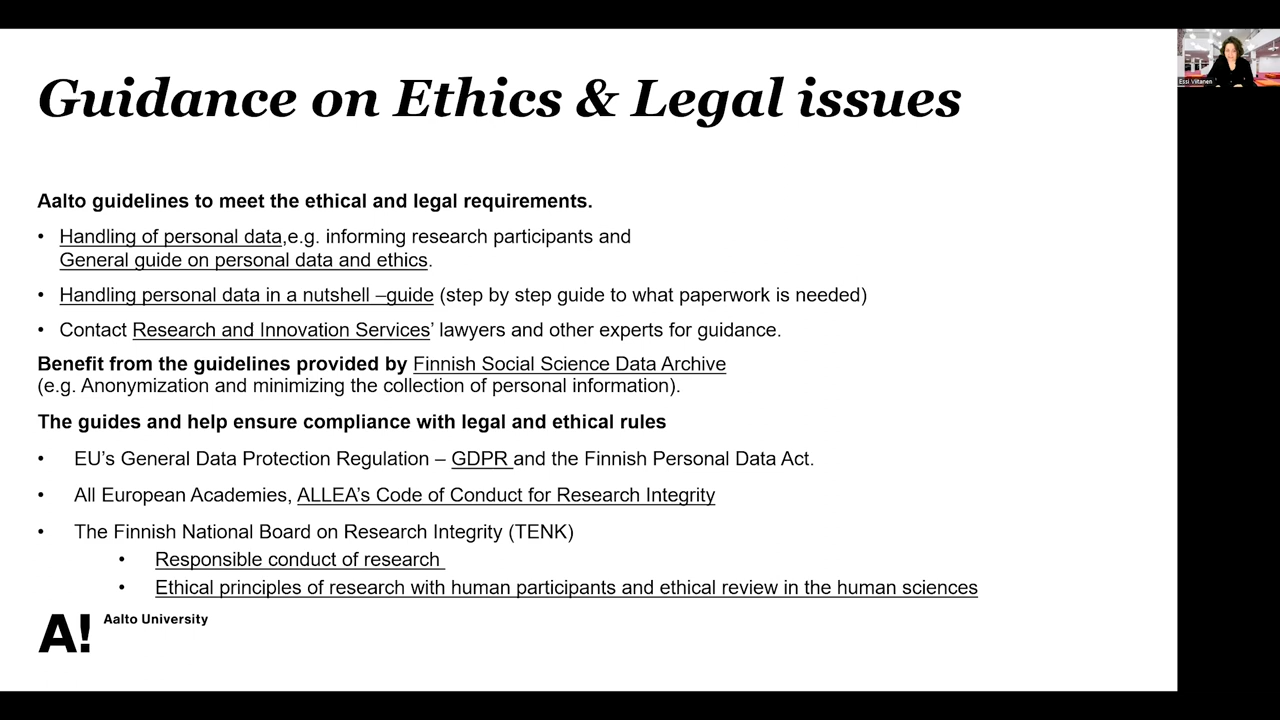 Guidance on Ethics & Legal issues
Essi Viitanen
Aalto guidelines to meet the ethical and legal requirements.
• Handling of personal data,e.g. informing research participants and
General guide on personal data and ethics.
• Handling personal data in a nutshell –guide (step by step guide to what paperwork is needed)
• Contact Research and Innovation Services’ lawyers and other experts for guidance.
Benefit from the guidelines provided by Finnish Social Science Data Archive
(e.g. Anonymization and minimizing the collection of personal information).
The guides and help ensure compliance with legal and ethical rules
• EU’s General Data Protection Regulation – GDPR and the Finnish Personal Data Act.
• All European Academies, ALLEA’s Code of Conduct for Research Integrity
• The Finnish National Board on Research Integrity (TENK)
• Responsible conduct of research
• Ethical principles of research with human participants and ethical review in the human sciences
A! Aalto University